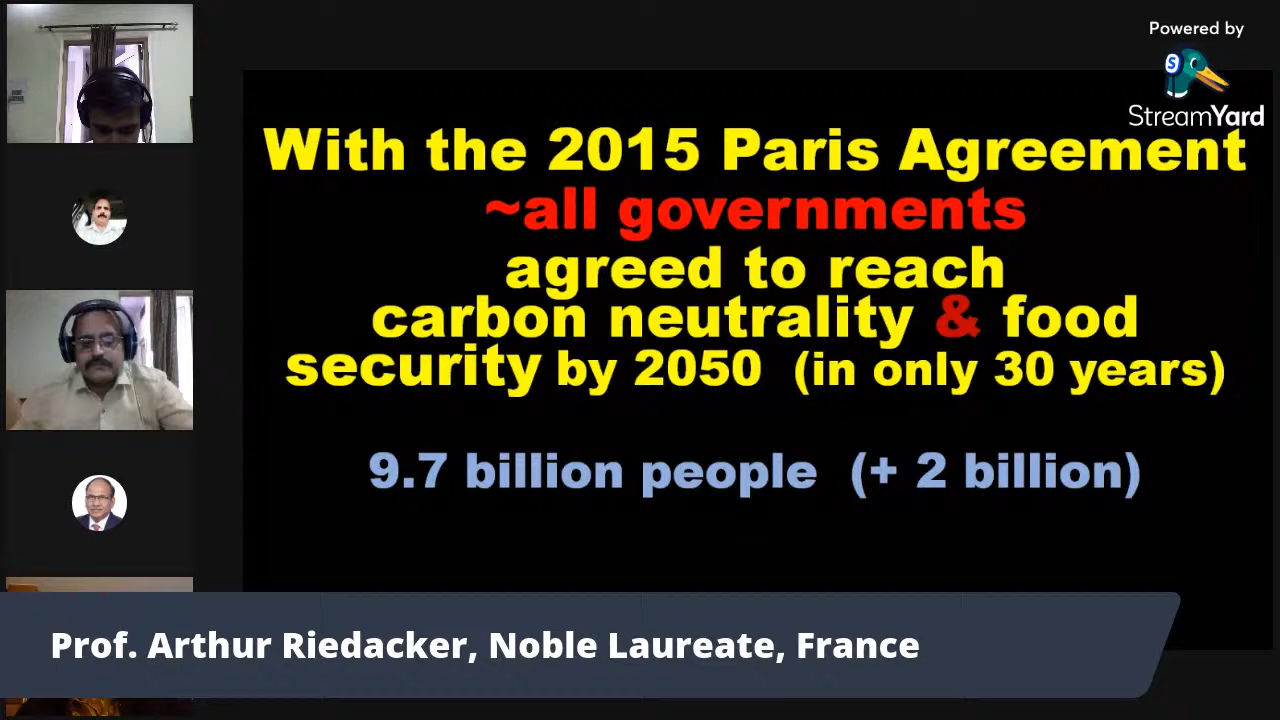 Powered by
S
StreamYard
With the 2015 Paris Agreement
~all governments
agreed to reach
carbon neutrality & food
security by 2050 (in only 30 years)
9.7 billion people (+ 2 billion)
Prof. Arthur Riedacker, Noble Laureate, France